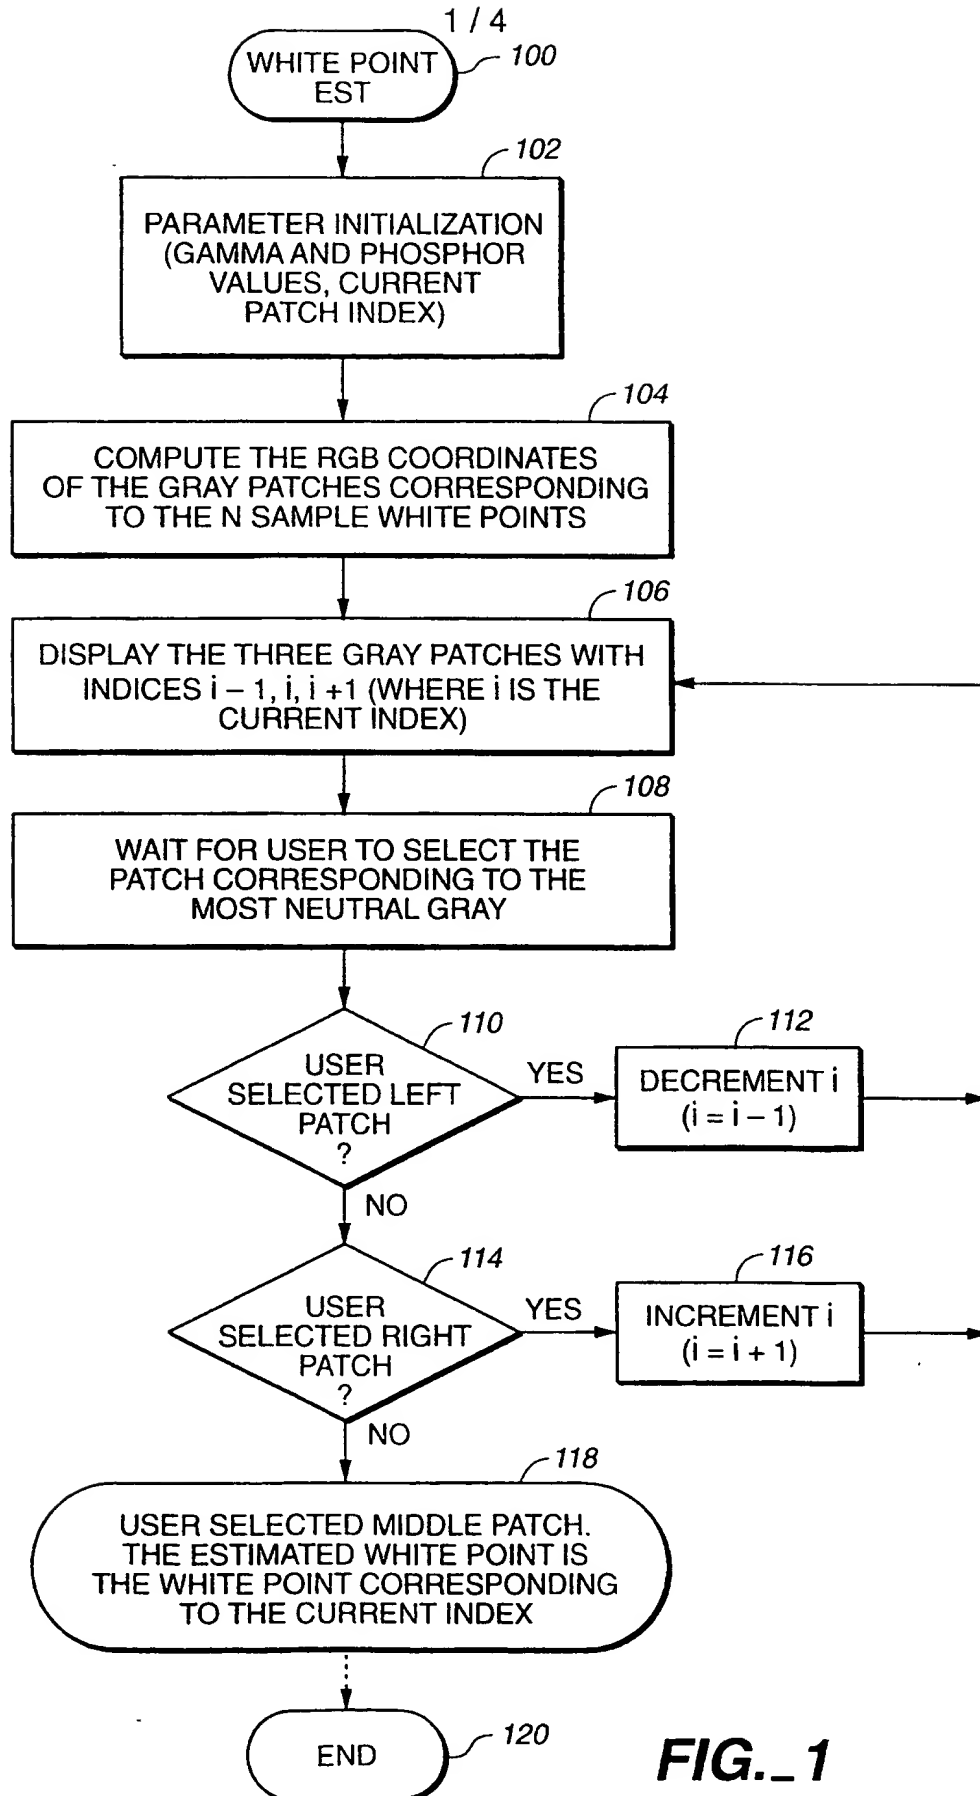 1 / 4
WHITE POINT
EST
100
102
PARAMETER INITIALIZATION
(GAMMA AND PHOSPHOR
VALUES, CURRENT
PATCH INDEX)
104
COMPUTE THE RGB COORDINATES
OF THE GRAY PATCHES CORRESPONDING
TO THE N SAMPLE WHITE POINTS
106
DISPLAY THE THREE GRAY PATCHES WITH
INDICES i – 1, i, i +1 (WHERE i IS THE
CURRENT INDEX)
108
WAIT FOR USER TO SELECT THE
PATCH CORRESPONDING TO THE
MOST NEUTRAL GRAY
110
USER
SELECTED LEFT
PATCH
?
YES
112
DECREMENT i
(i = i – 1)
NO
114
USER
SELECTED RIGHT
PATCH
?
YES
116
INCREMENT i
(i = i + 1)
NO
118
USER SELECTED MIDDLE PATCH.
THE ESTIMATED WHITE POINT IS
THE WHITE POINT CORRESPONDING
TO THE CURRENT INDEX
END
120
FIG._1